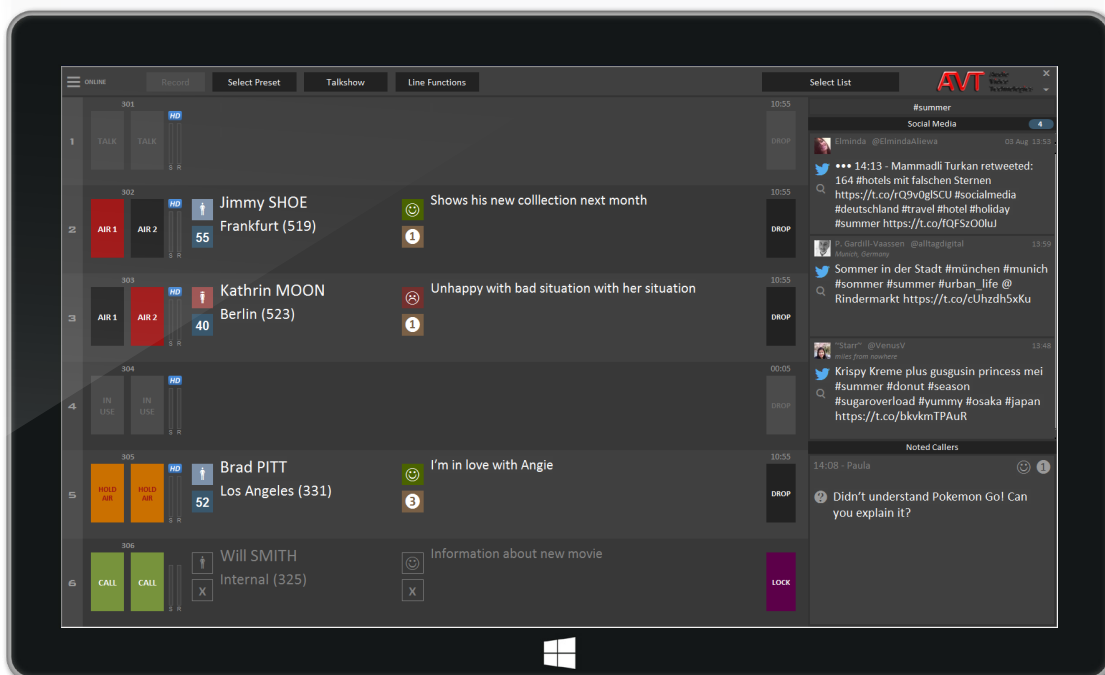 ONLINE
Record
Select Preset
Talkshow
Line Functions
Select List
AVT
Audio
Video
Technologies
301
HD
10:55
1
TALK
TALK
DROP
S R
302
HD
10:55
2
AIR 1
AIR 2
Jimmy SHOE
Shows his new colllection next month
55
Frankfurt (519)
1
DROP
S R
303
HD
10:55
3
AIR 1
AIR 2
Kathrin MOON
Unhappy with bad situation with her situation
40
Berlin (523)
1
DROP
S R
304
HD
00:05
4
IN
USE
IN
USE
DROP
S R
305
HD
10:55
5
HOLD
AIR
HOLD
AIR
Brad PITT
I'm in love with Angie
52
Los Angeles (331)
3
DROP
S R
306
6
CALL
CALL
Will SMITH
Information about new movie
X
Internal (325)
X
LOCK
S R
#summer
Social Media
4
Elminda @ElmindaAliewa 03 Aug 13:53
••• 14:13 - Mammadli Turkan retweeted:
164 #hotels mit falschen Sternen
https://t.co/rQ9v0glSCU #socialmedia
#deutschland #travel #hotel #holiday
#summer https://t.co/fQFSzO0luJ
P. Gardill-Vaassen @alltagdigital 13:59
Munich, Germany
Sommer in der Stadt #münchen #munich
#sommer #summer #urban_life @
Rindermarkt https://t.co/cUhzdh5xKu
"Starr" @VenusV 13:48
miles from nowhere
Krispy Kreme plus gusgusin princess mei
#summer #donut #season
#sugaroverload #yummy #osaka #japan
https://t.co/bkvkmTPAuR
Noted Callers
14:08 - Paula
1
? Didn't understand Pokemon Go! Can
you explain it?